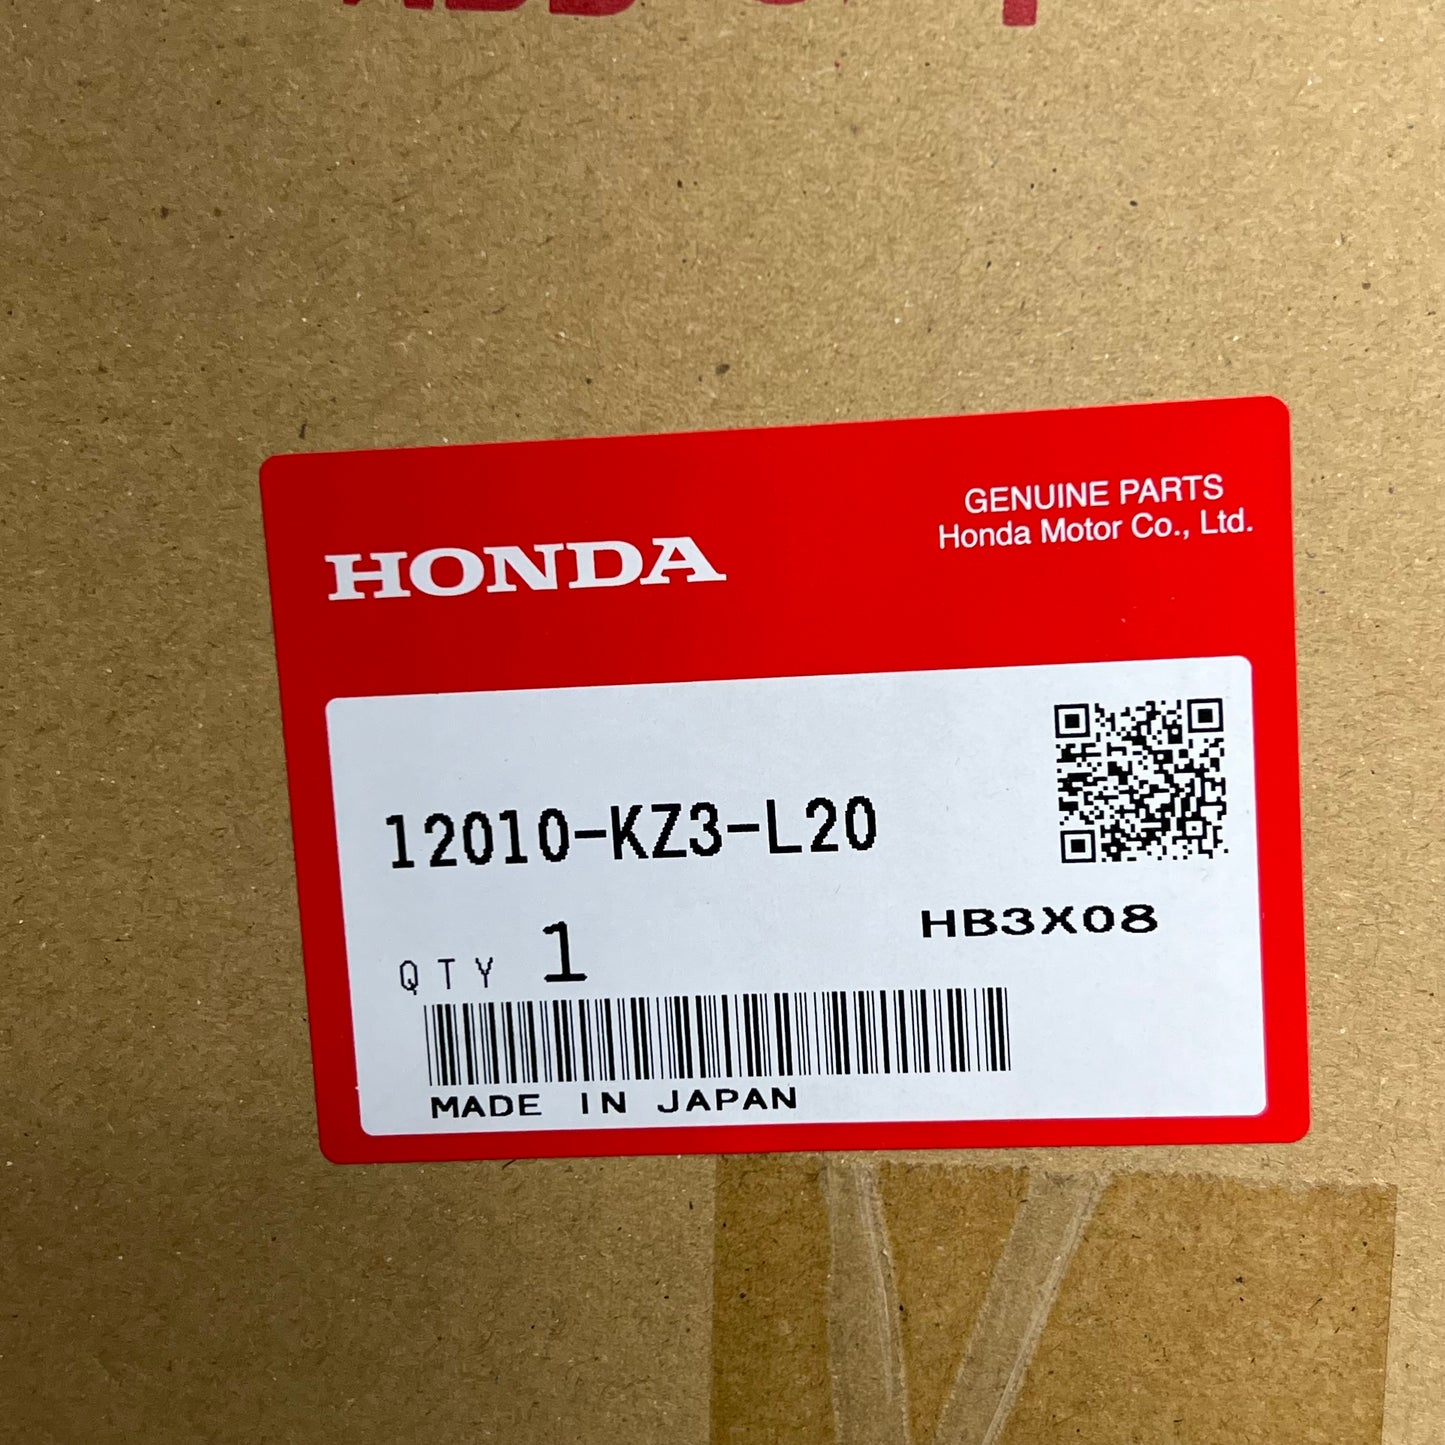 HONDA
GENUINE PARTS
Honda Motor Co., Ltd.
12010-KZ3-L20
HB3X08
QTY 1
MADE IN JAPAN